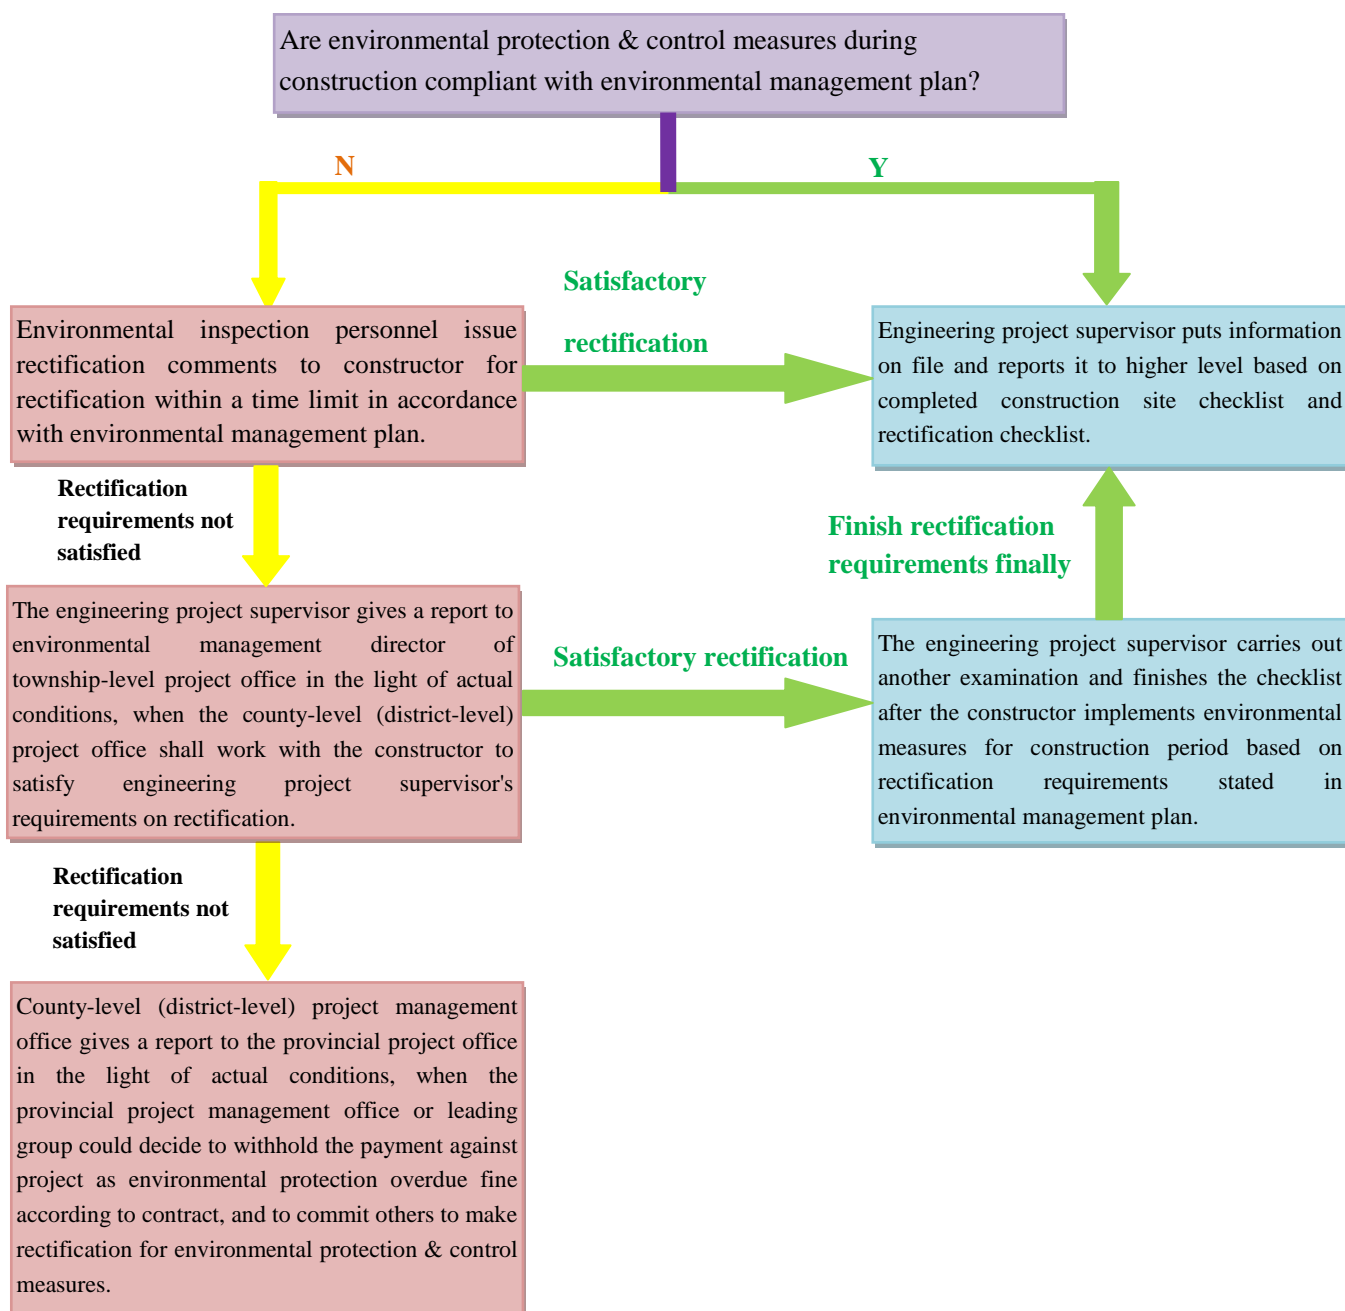 Are environmental protection & control measures during
construction compliant with environmental management plan?
N
Y
Satisfactory
rectification
Environmental inspection personnel issue
rectification comments to constructor for
rectification within a time limit in accordance
with environmental management plan.
Engineering project supervisor puts information
on file and reports it to higher level based on
completed construction site checklist and
rectification checklist.
Rectification
requirements not
satisfied
Finish rectification
requirements finally
The engineering project supervisor gives a report to
environmental management director of
township-level project office in the light of actual
conditions, when the county-level (district-level)
project office shall work with the constructor to
satisfy engineering project supervisor's
requirements on rectification.
Satisfactory rectification
The engineering project supervisor carries out
another examination and finishes the checklist
after the constructor implements environmental
measures for construction period based on
rectification requirements stated in
environmental management plan.
Rectification
requirements not
satisfied
County-level (district-level) project management
office gives a report to the provincial project office
in the light of actual conditions, when the
provincial project management office or leading
group could decide to withhold the payment against
project as environmental protection overdue fine
according to contract, and to commit others to make
rectification for environmental protection & control
measures.